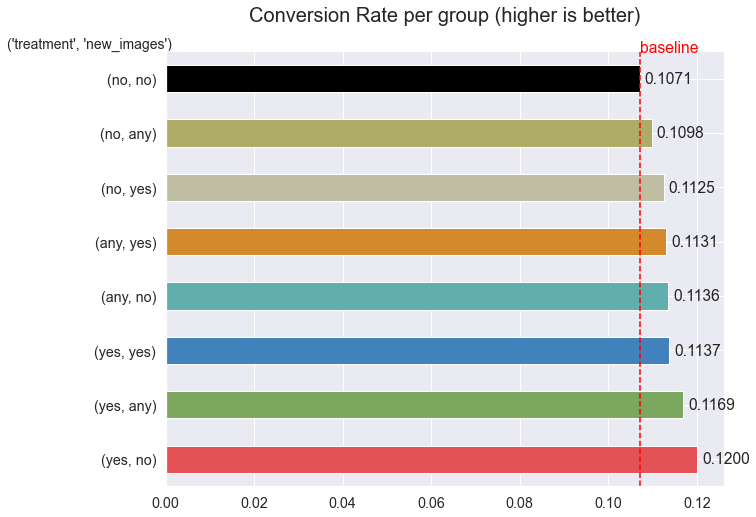 Conversion Rate per group (higher is better)
('treatment', 'new_images')
baseline
(no, no) 0.1071
(no, any) 0.1098
(no, yes) 0.1125
(any, yes) 0.1131
(any, no) 0.1136
(yes, yes) 0.1137
(yes, any) 0.1169
(yes, no) 0.1200
0.00 0.02 0.04 0.06 0.08 0.10 0.12